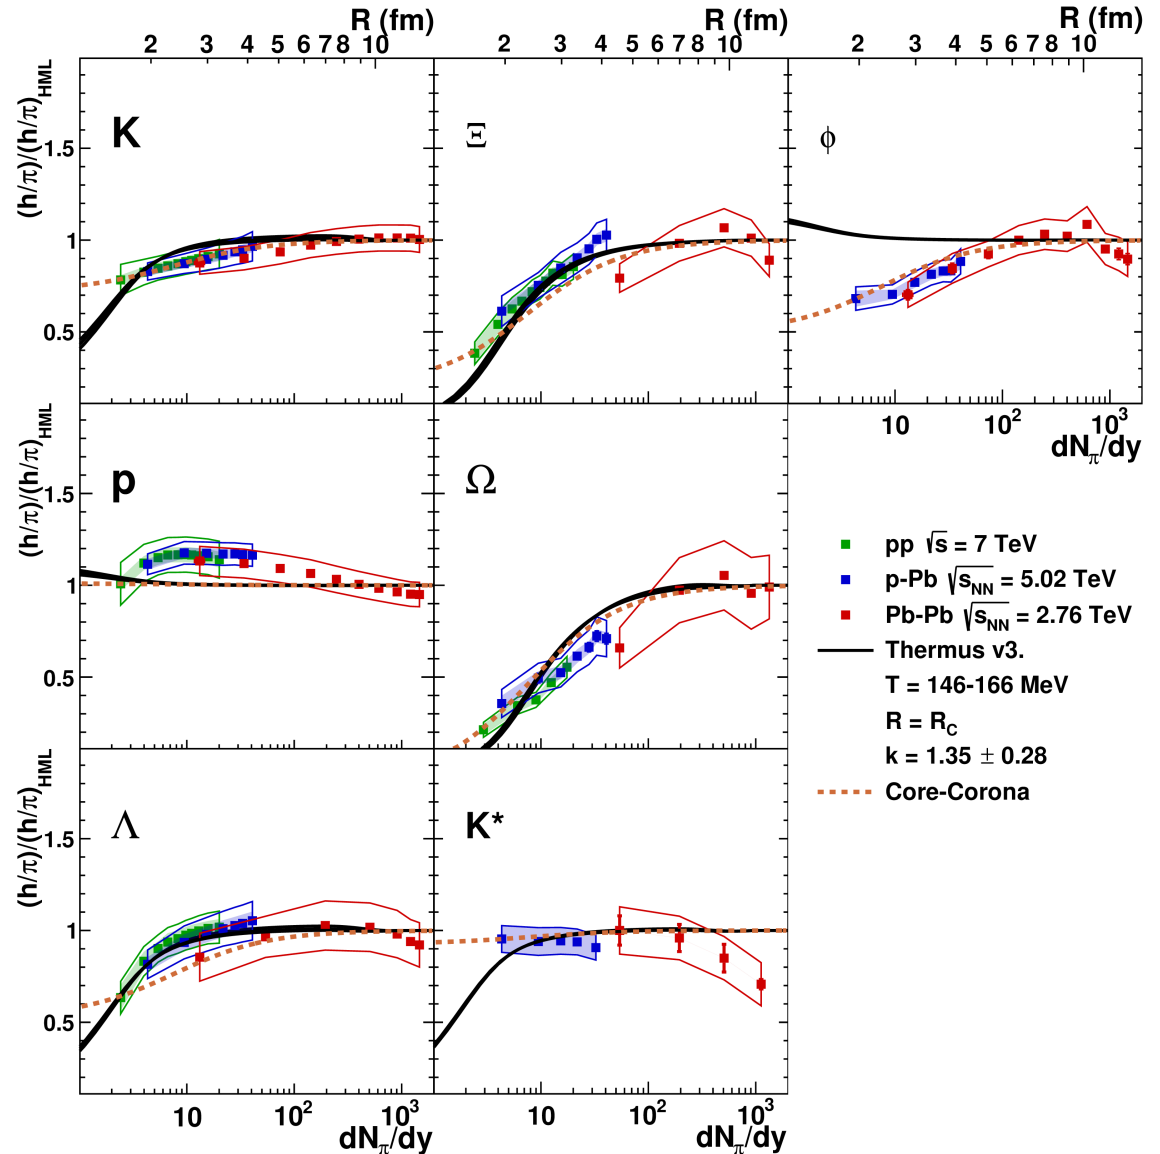 R (fm) R (fm) R (fm)
2 3 4 5 6 7 8 10 2 3 4 5 6 7 8 10 2 3 4 5 6 7 8 10
(h/π)/(h/π)HML
K Ξ ϕ
1.5
1
0.5
10 10² 10³
dNπ/dy
(h/π)/(h/π)HML
p Ω
1.5
1
0.5
pp √s = 7 TeV
p-Pb √sNN = 5.02 TeV
Pb-Pb √sNN = 2.76 TeV
Thermus v3.
T = 146-166 MeV
R = RC
k = 1.35 ± 0.28
Core-Corona
(h/π)/(h/π)HML
Λ K*
1.5
1
0.5
10 10² 10³ 10 10² 10³
dNπ/dy dNπ/dy